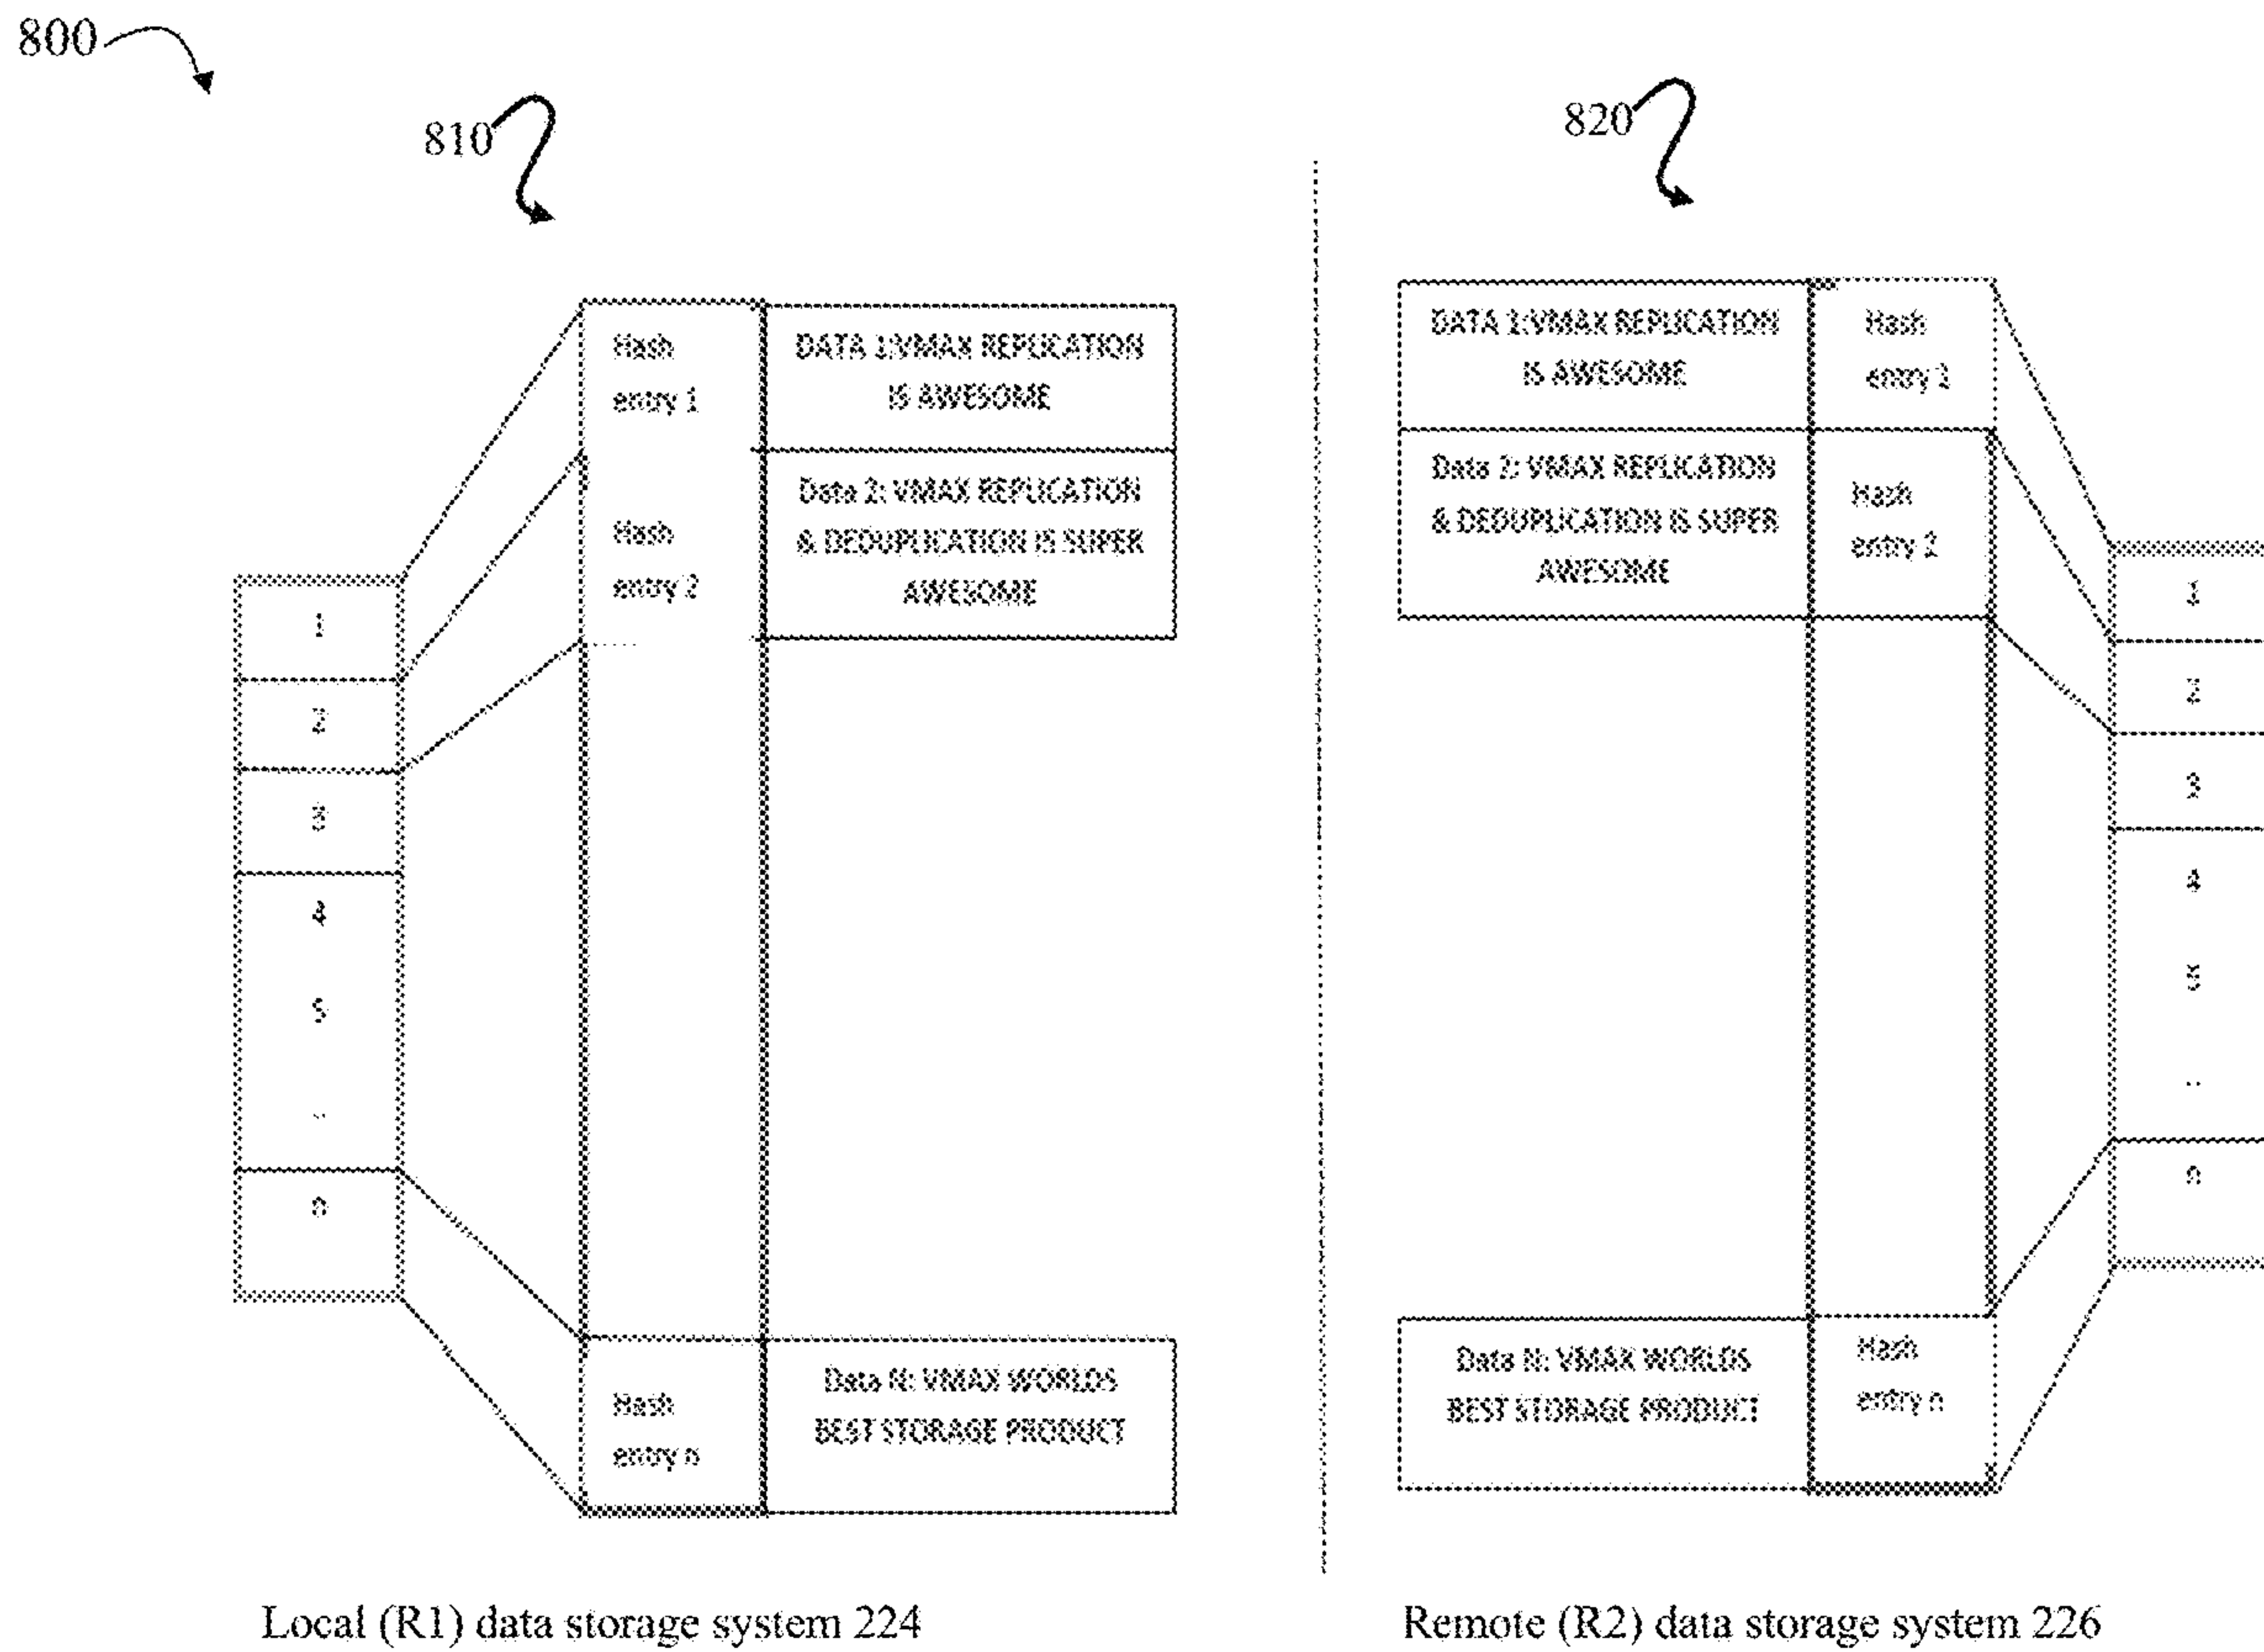 800
810
820
Hash
entry 1
DATA 1:VMAX REPLICATION
IS AWESOME
Hash
entry 2
Data 2: VMAX REPLICATION
& DEDUPLICATION IS SUPER
AWESOME
1
2
3
4
5
..
n
Hash
entry n
Data N: VMAX WORLDS
BEST STORAGE PRODUCT
Local (R1) data storage system 224
DATA 1:VMAX REPLICATION
IS AWESOME
Hash
entry 1
Data 2: VMAX REPLICATION
& DEDUPLICATION IS SUPER
AWESOME
Hash
entry 2
1
2
3
4
5
..
n
Data N: VMAX WORLDS
BEST STORAGE PRODUCT
Hash
entry n
Remote (R2) data storage system 226